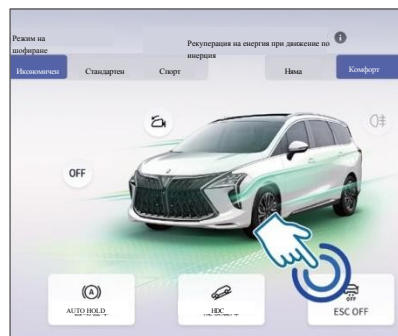 Режим на
шофиране
Рекуперация на енергия при движение по
инерция
Икономичен
Стандартен
Спорт
Няма
Комфорт
OFF
AUTO HOLD
HDC
OFF
ESC OFF